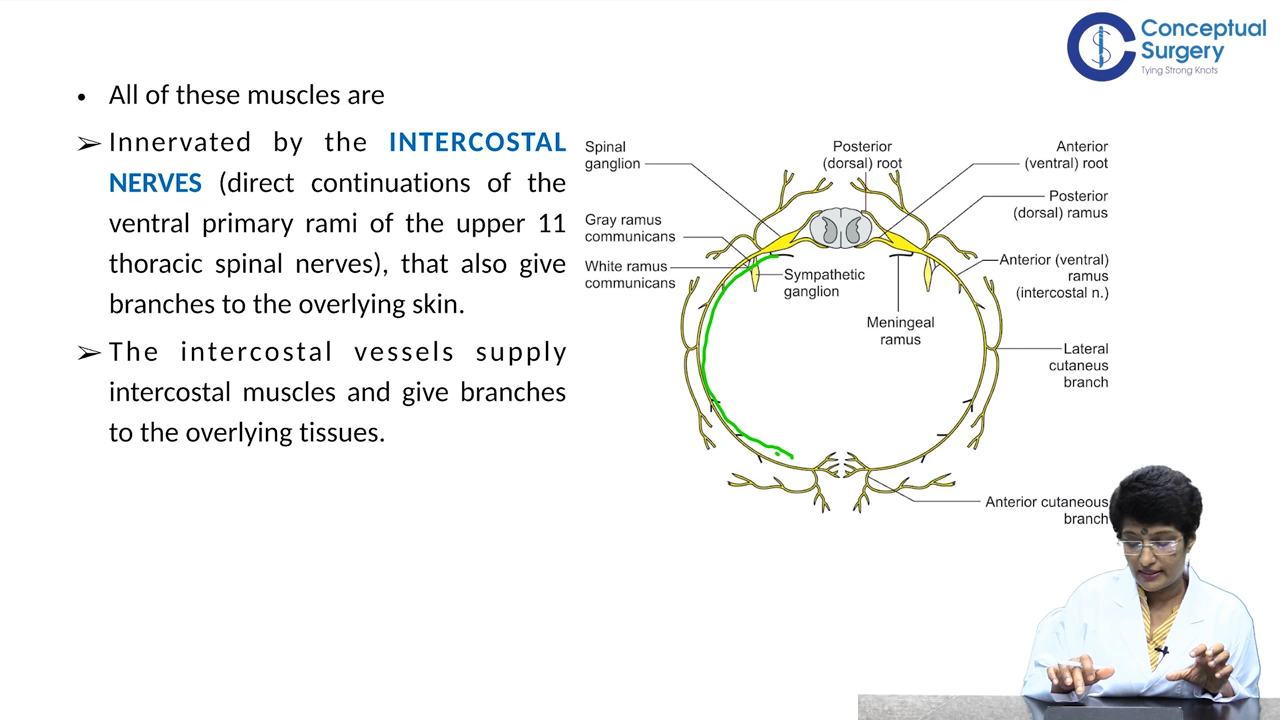 Conceptual
Surgery
Tying Strong Knots
• All of these muscles are
➢ Innervated by the INTERCOSTAL
NERVES (direct continuations of the
ventral primary rami of the upper 11
thoracic spinal nerves), that also give
branches to the overlying skin.
➢ The intercostal vessels supply
intercostal muscles and give branches
to the overlying tissues.
Spinal
ganglion
Gray ramus
communicans
White ramus
communicans
Posterior
(dorsal) root
Sympathetic
ganglion
Meningeal
ramus
Anterior
(ventral) root
Posterior
(dorsal) ramus
Anterior (ventral)
ramus
(intercostal n.)
Lateral
cutaneus
branch
Anterior cutaneous
branch